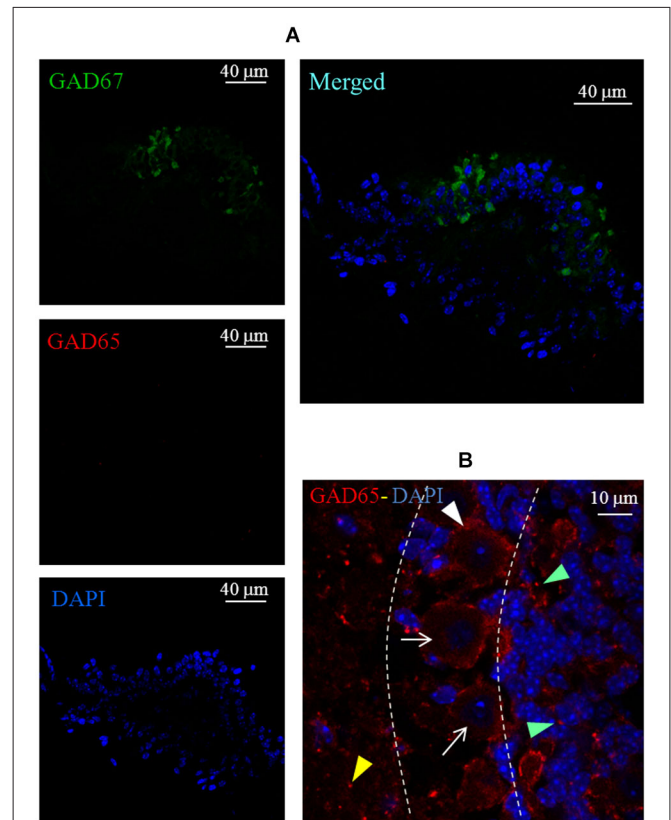 A
GAD67
40 µm
Merged
40 µm
GAD65
40 µm
B
GAD65-DAPI
10 µm
DAPI
40 µm